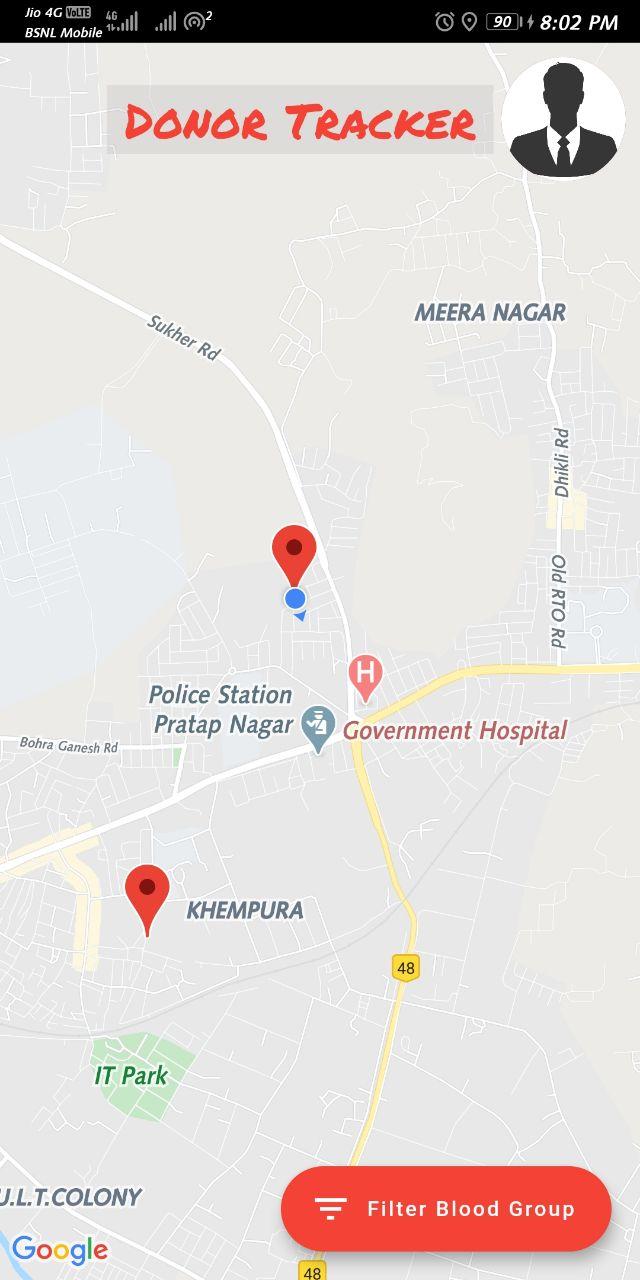 Jio 4G VoLTE 4G 2 90 8:02 PM
BSNL Mobile
Donor Tracker
MEERA NAGAR
Sukher Rd
Dhikli Rd
Old RTO Rd
H
Police Station
Pratap Nagar
Government Hospital
Bohra Ganesh Rd
KHEMPURA
48
IT Park
U.L.T.COLONY
Filter Blood Group
Google
48